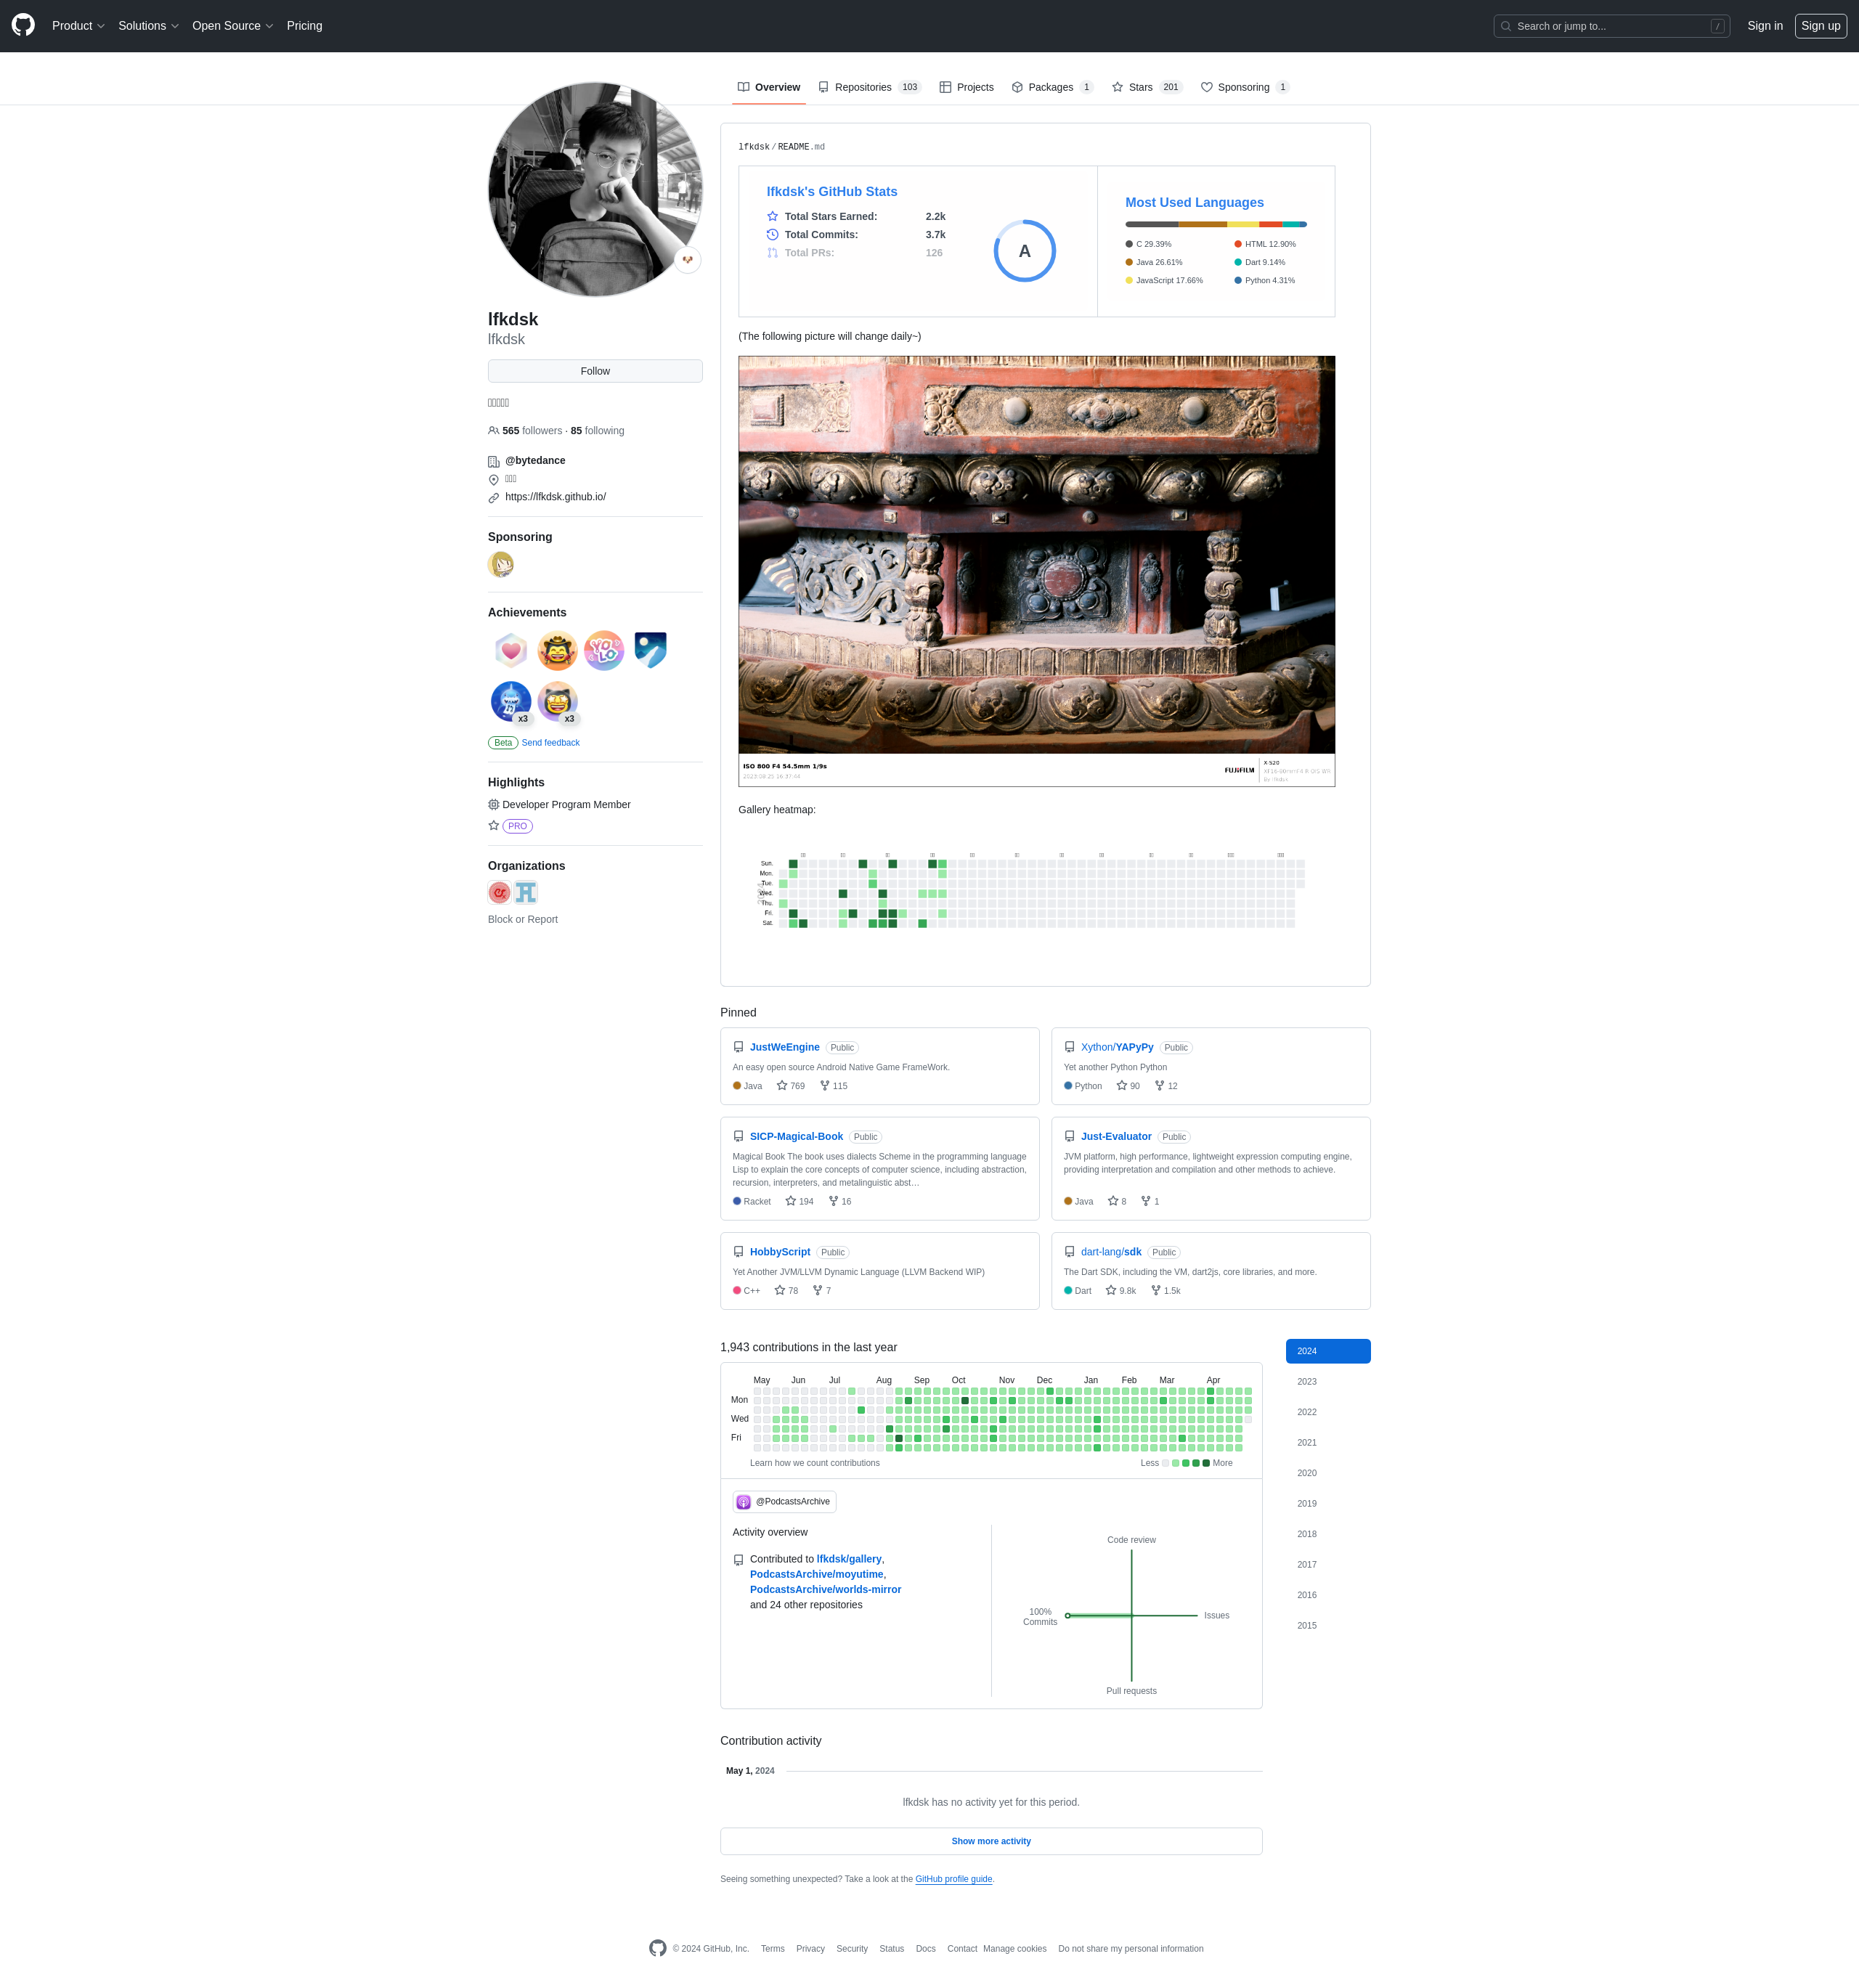 Product Solutions Open Source Pricing Search or jump to... / Sign in Sign up
Overview Repositories 103 Projects Packages 1 Stars 201 Sponsoring 1
lfkdsk
lfkdsk
Follow
565 followers · 85 following
@bytedance
https://lfkdsk.github.io/
Sponsoring
Achievements
YOLO
x3 x3
Beta Send feedback
Highlights
Developer Program Member
PRO
Organizations
Block or Report
lfkdsk/README.md
lfkdsk's GitHub Stats
Total Stars Earned: 2.2k
Total Commits: 3.7k
Total PRs: 126
A
Most Used Languages
C 29.39% HTML 12.90%
Java 26.61% Dart 9.14%
JavaScript 17.66% Python 4.31%
(The following picture will change daily~)
ISO 800 F4 54.5mm 1/9s
FUJIFILM X-S20
Gallery heatmap:
Sun.
Mon.
Tue.
Wed.
Thu.
Fri.
Sat.
Pinned
JustWeEngine Public
An easy open source Android Native Game FrameWork.
Java 769 115
Xython/YAPyPy Public
Yet another Python Python
Python 90 12
SICP-Magical-Book Public
Magical Book The book uses dialects Scheme in the programming language
Lisp to explain the core concepts of computer science, including abstraction,
recursion, interpreters, and metalinguistic abst…
Racket 194 16
Just-Evaluator Public
JVM platform, high performance, lightweight expression computing engine,
providing interpretation and compilation and other methods to achieve.
Java 8 1
HobbyScript Public
Yet Another JVM/LLVM Dynamic Language (LLVM Backend WIP)
C++ 78 7
dart-lang/sdk Public
The Dart SDK, including the VM, dart2js, core libraries, and more.
Dart 9.8k 1.5k
1,943 contributions in the last year
May Jun Jul Aug Sep Oct Nov Dec Jan Feb Mar Apr
Mon
Wed
Fri
Learn how we count contributions Less More
@PodcastsArchive
Activity overview
Contributed to lfkdsk/gallery,
PodcastsArchive/moyutime,
PodcastsArchive/worlds-mirror
and 24 other repositories
Code review
100%
Commits
Issues
Pull requests
2024
2023
2022
2021
2020
2019
2018
2017
2016
2015
Contribution activity
May 1, 2024
lfkdsk has no activity yet for this period.
Show more activity
Seeing something unexpected? Take a look at the GitHub profile guide.
© 2024 GitHub, Inc. Terms Privacy Security Status Docs Contact Manage cookies Do not share my personal information